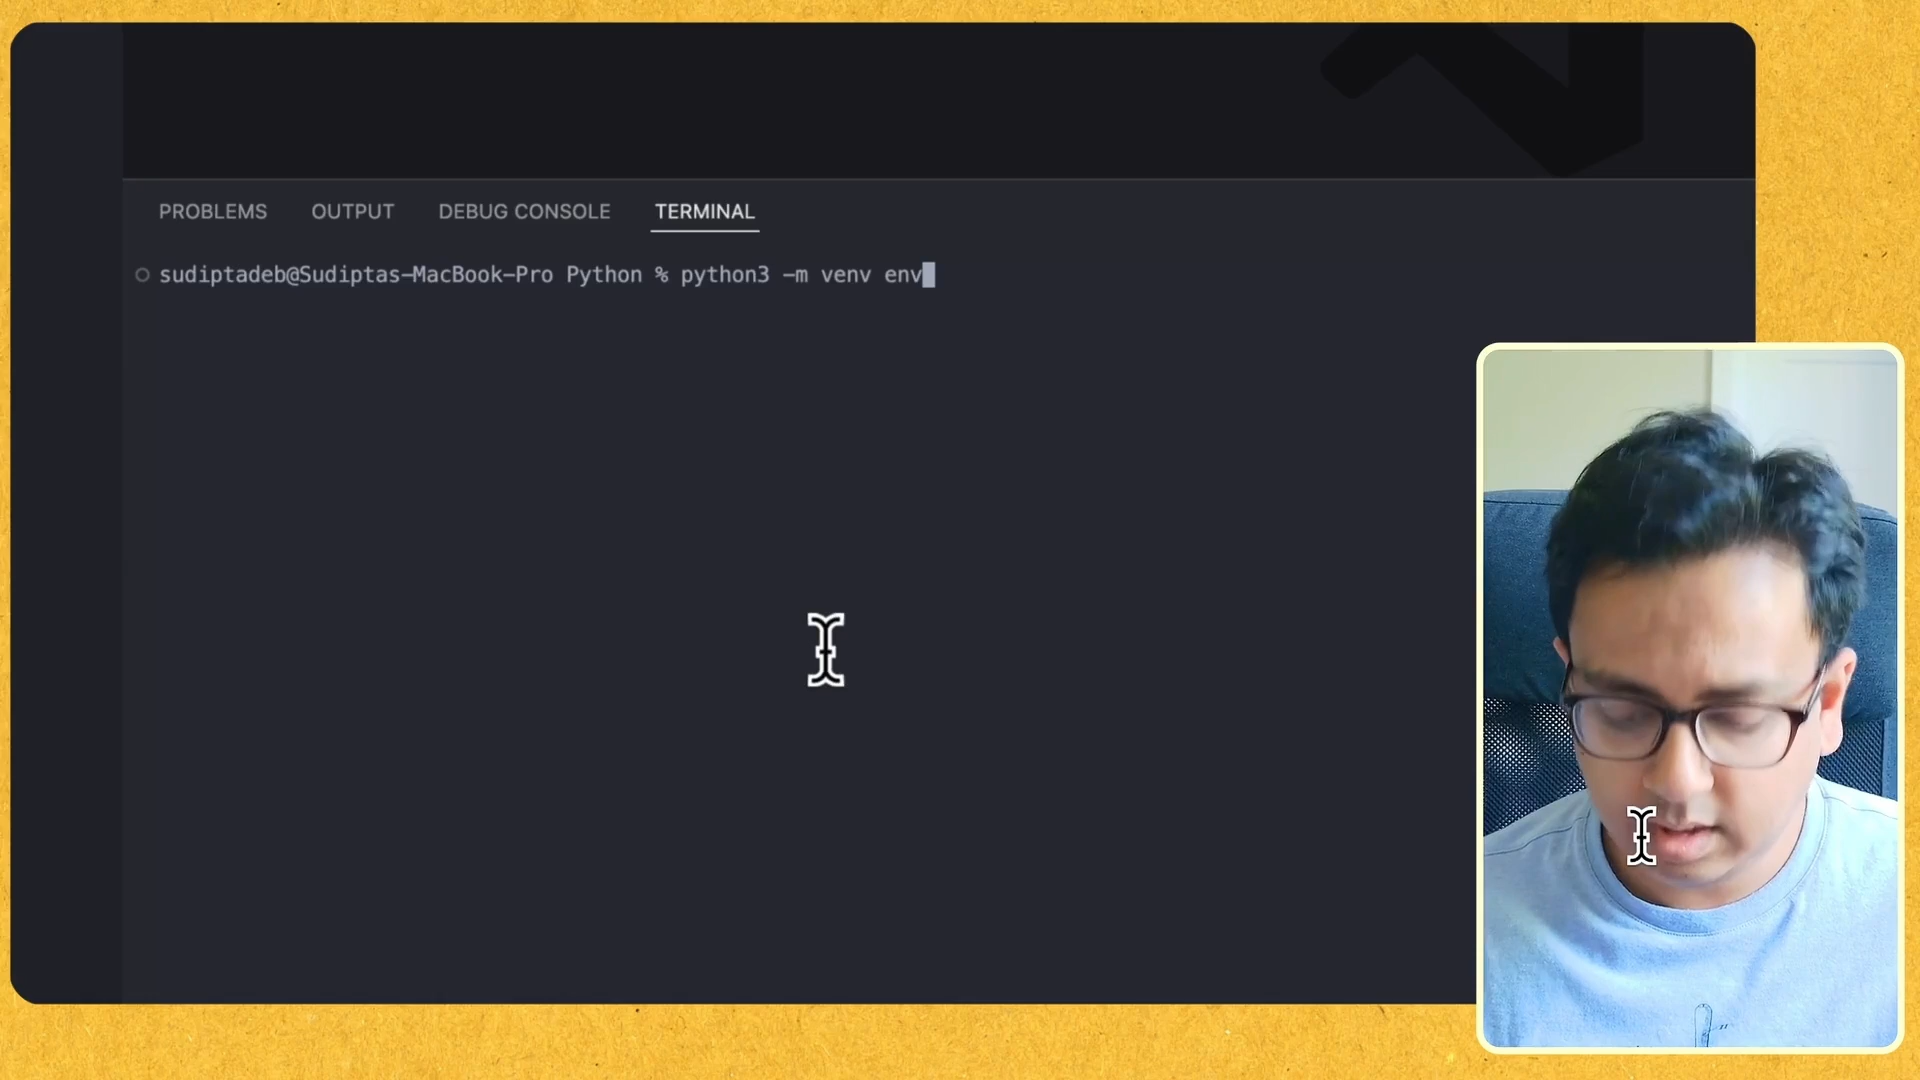 PROBLEMS OUTPUT DEBUG CONSOLE TERMINAL
sudiptadeb@Sudiptas-MacBook-Pro Python % python3 -m venv env